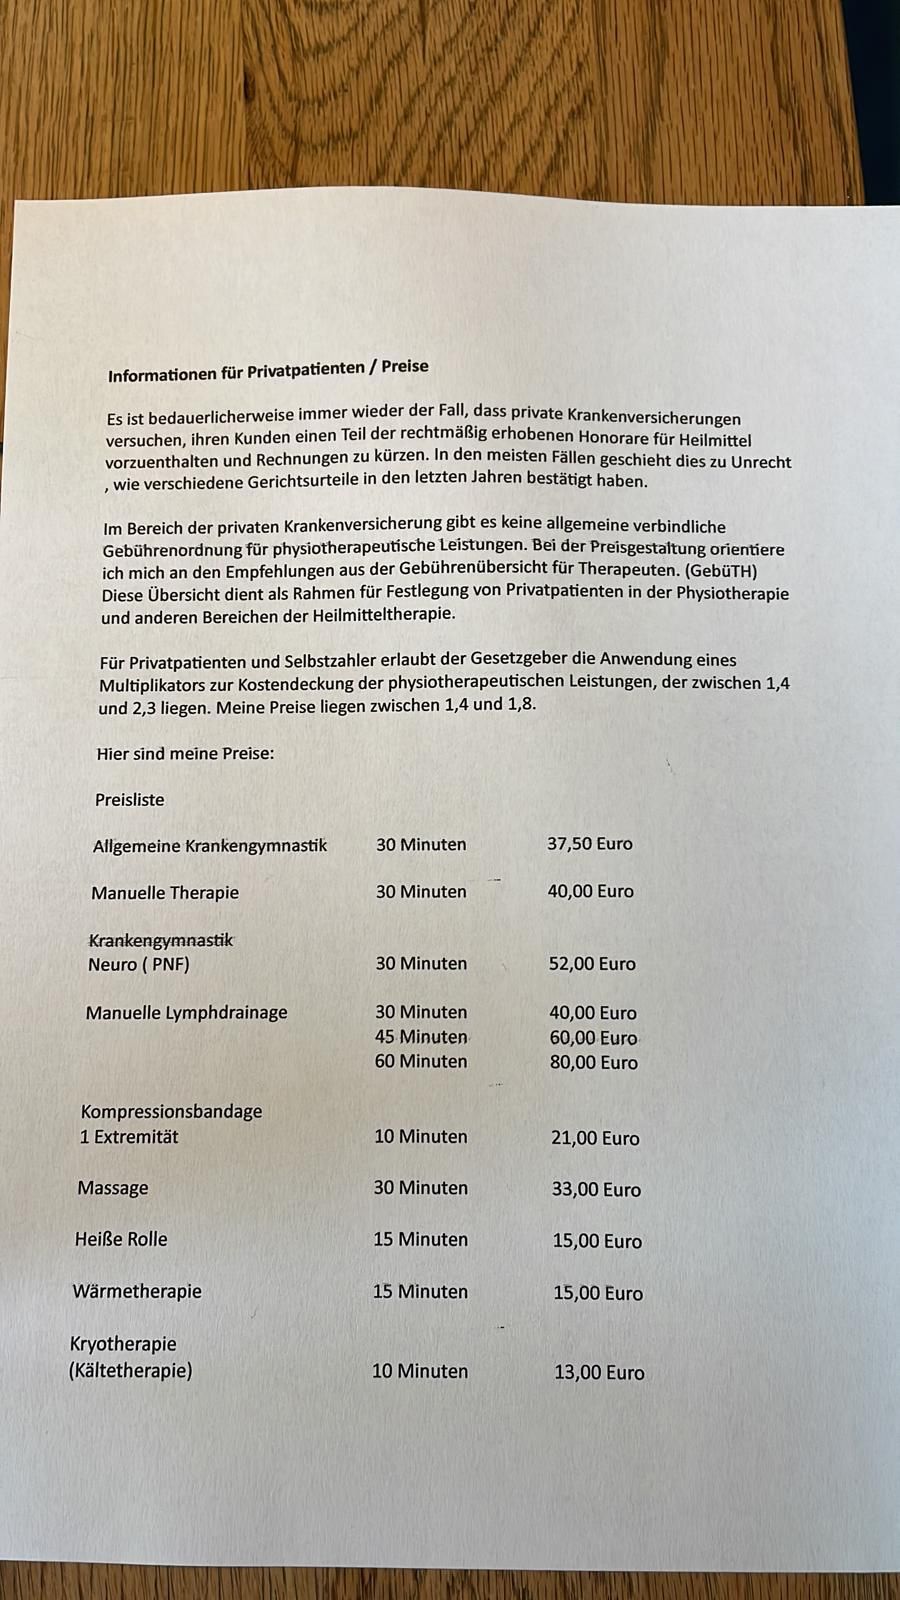 Informationen für Privatpatienten / Preise
Es ist bedauerlicherweise immer wieder der Fall, dass private Krankenversicherungen
versuchen, ihren Kunden einen Teil der rechtmäßig erhobenen Honorare für Heilmittel
vorzuenthalten und Rechnungen zu kürzen. In den meisten Fällen geschieht dies zu Unrecht
, wie verschiedene Gerichtsurteile in den letzten Jahren bestätigt haben.
Im Bereich der privaten Krankenversicherung gibt es keine allgemeine verbindliche
Gebührenordnung für physiotherapeutische Leistungen. Bei der Preisgestaltung orientiere
ich mich an den Empfehlungen aus der Gebührenübersicht für Therapeuten. (GebüTH)
Diese Übersicht dient als Rahmen für Festlegung von Privatpatienten in der Physiotherapie
und anderen Bereichen der Heilmitteltherapie.
Für Privatpatienten und Selbstzahler erlaubt der Gesetzgeber die Anwendung eines
Multiplikators zur Kostendeckung der physiotherapeutischen Leistungen, der zwischen 1,4
und 2,3 liegen. Meine Preise liegen zwischen 1,4 und 1,8.
Hier sind meine Preise:
Preisliste
Allgemeine Krankengymnastik 30 Minuten 37,50 Euro
Manuelle Therapie 30 Minuten 40,00 Euro
Krankengymnastik
Neuro ( PNF) 30 Minuten 52,00 Euro
Manuelle Lymphdrainage 30 Minuten 40,00 Euro
45 Minuten 60,00 Euro
60 Minuten 80,00 Euro
Kompressionsbandage
1 Extremität 10 Minuten 21,00 Euro
Massage 30 Minuten 33,00 Euro
Heiße Rolle 15 Minuten 15,00 Euro
Wärmetherapie 15 Minuten 15,00 Euro
Kryotherapie
(Kältetherapie) 10 Minuten 13,00 Euro